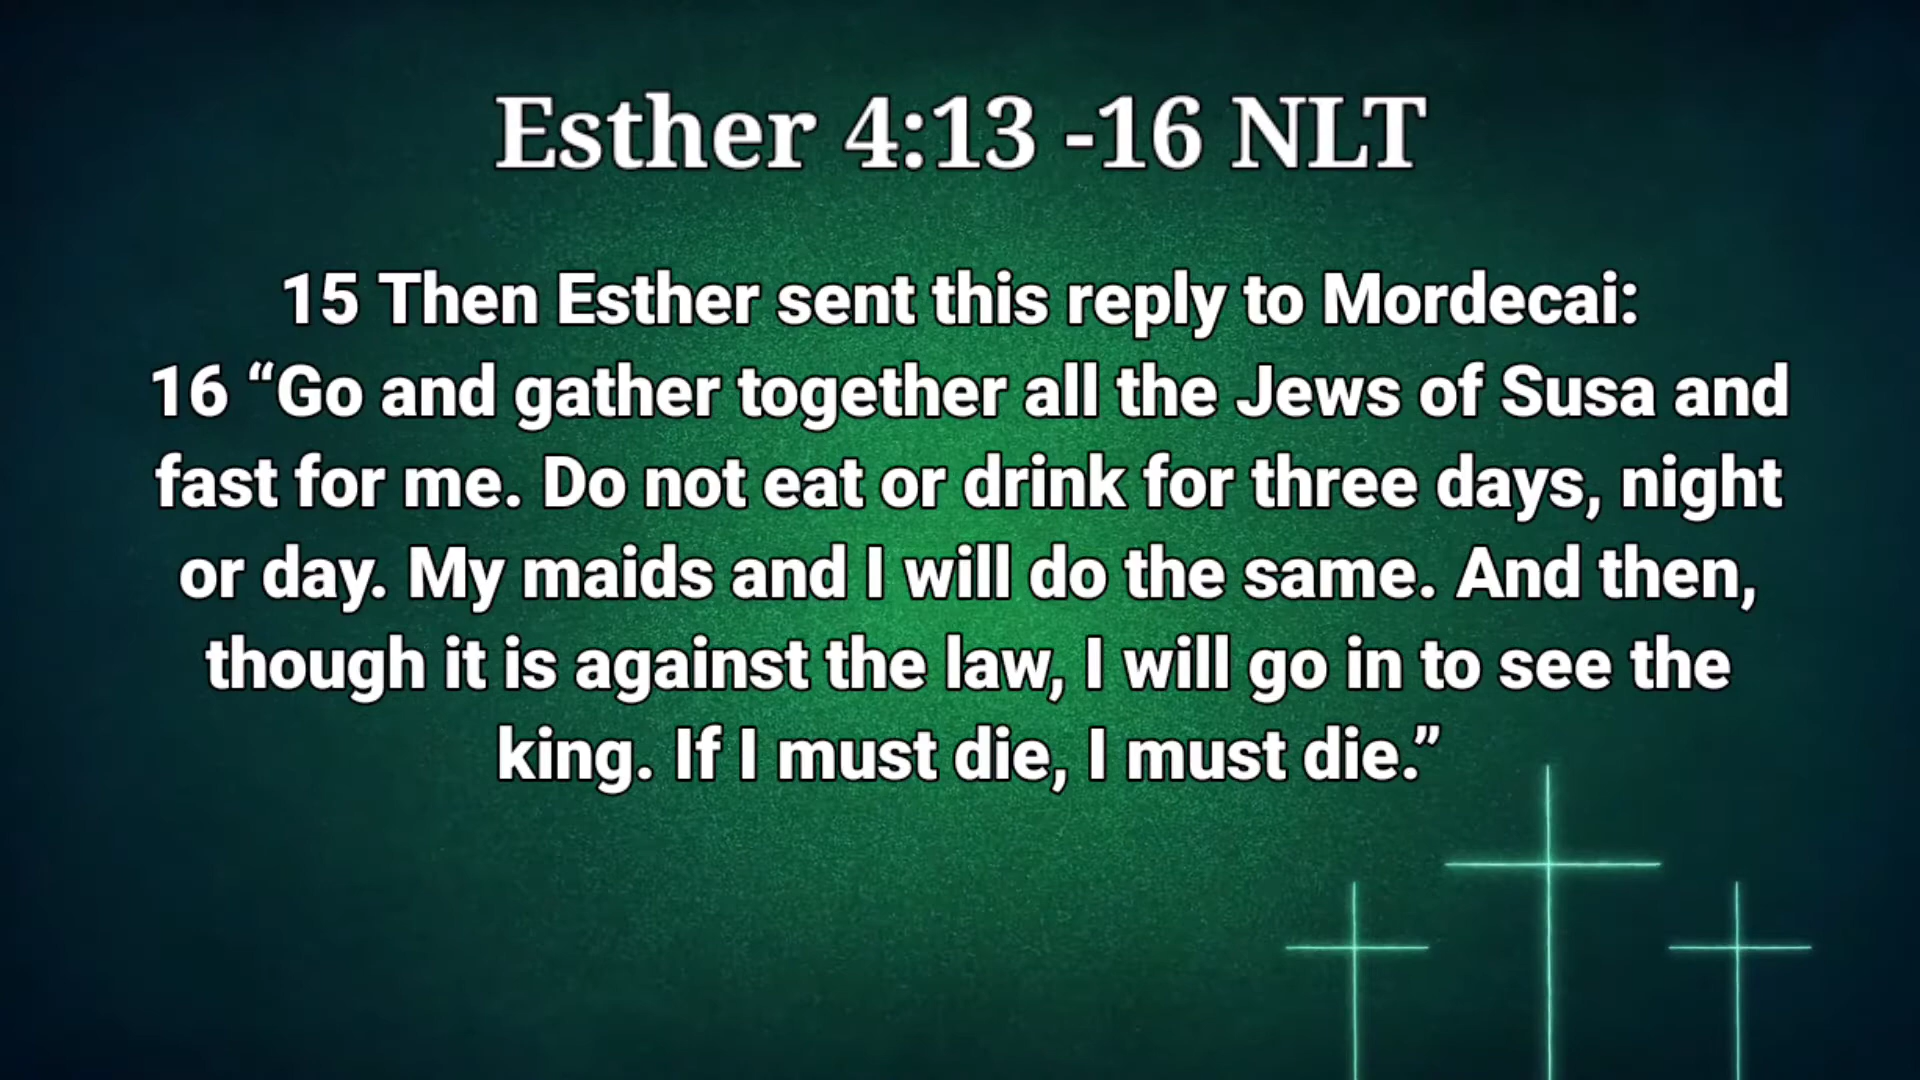 Esther 4:13 -16 NLT
15 Then Esther sent this reply to Mordecai:
16 “Go and gather together all the Jews of Susa and
fast for me. Do not eat or drink for three days, night
or day. My maids and I will do the same. And then,
though it is against the law, I will go in to see the
king. If I must die, I must die.”